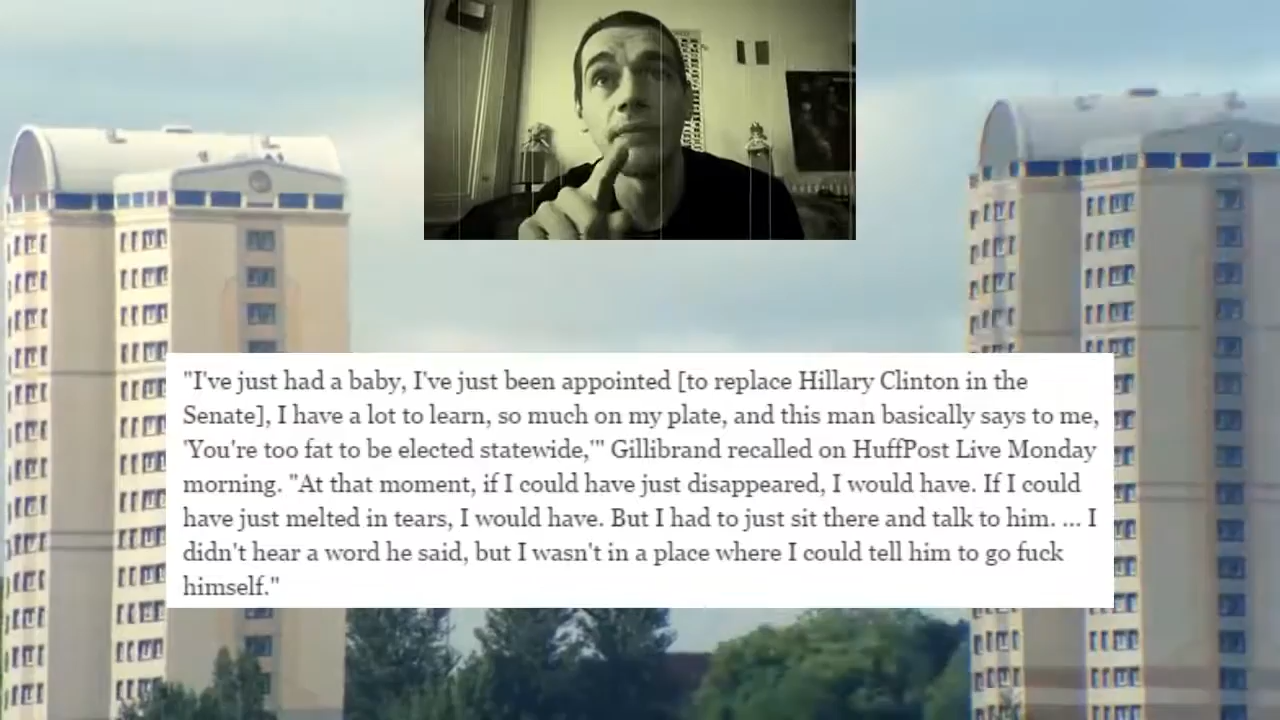 "I've just had a baby, I've just been appointed [to replace Hillary Clinton in the
Senate], I have a lot to learn, so much on my plate, and this man basically says to me,
'You're too fat to be elected statewide,'" Gillibrand recalled on HuffPost Live Monday
morning. "At that moment, if I could have just disappeared, I would have. If I could
have just melted in tears, I would have. But I had to just sit there and talk to him. ... I
didn't hear a word he said, but I wasn't in a place where I could tell him to go fuck
himself."